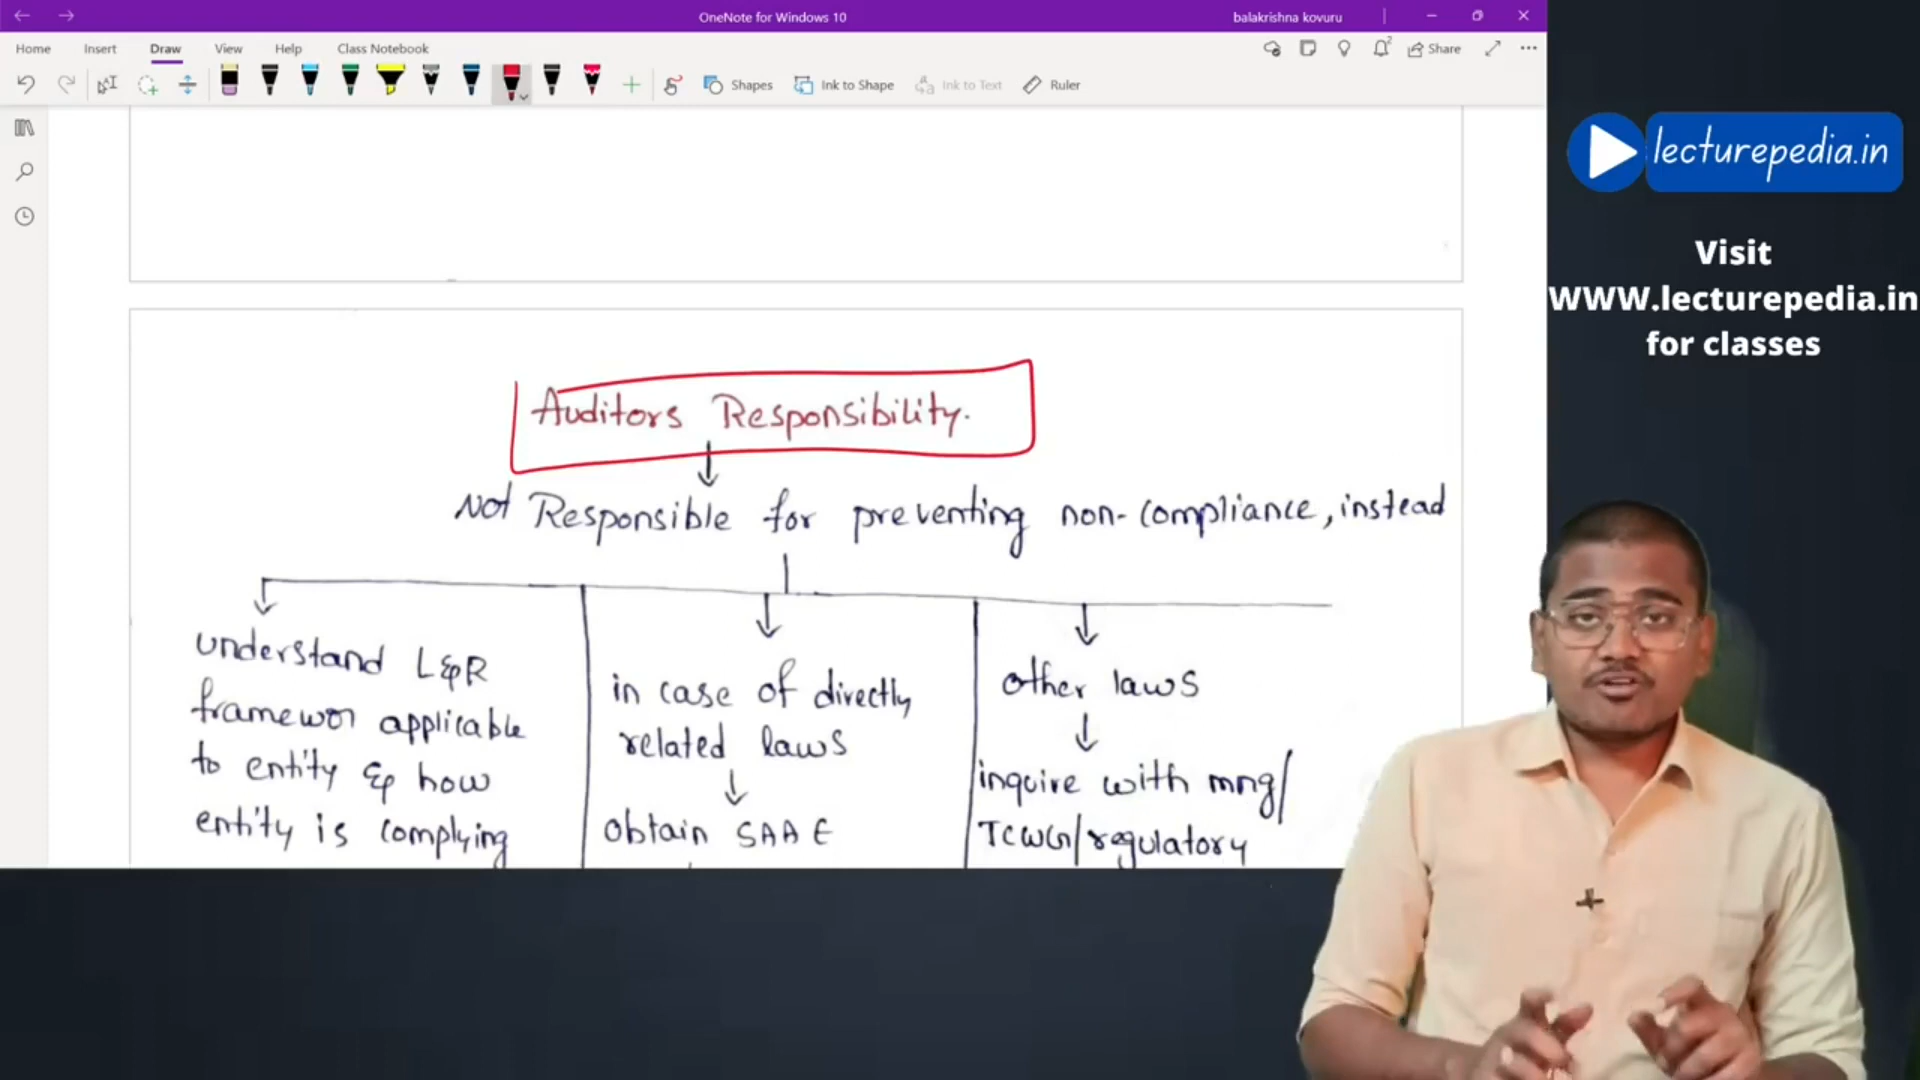 OneNote for Windows 10
balakrishna kovuru
Home Insert Draw View Help Class Notebook
Share
Shapes Ink to Shape Ink to Text Ruler
lecturepedia.in
Visit
WWW.lecturepedia.in
for classes
Auditors Responsibility.
Not Responsible for preventing non-compliance, instead
understand L&R
framewor applicable
to entity & how
entity is complying
in case of directly
related laws
obtain SAAE
other laws
inquire with mng/
TCWG/regulatory